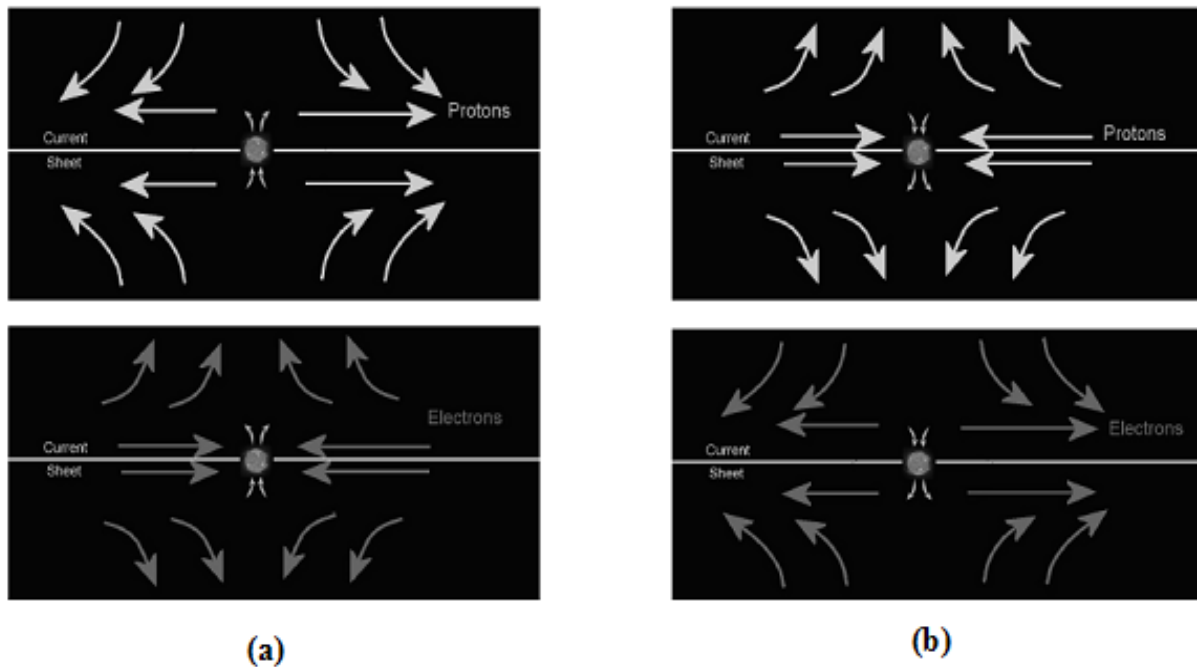 Protons
Current
Sheet
Protons
Current
Sheet
Electrons
Current
Sheet
Electrons
Current
Sheet
(a)
(b)